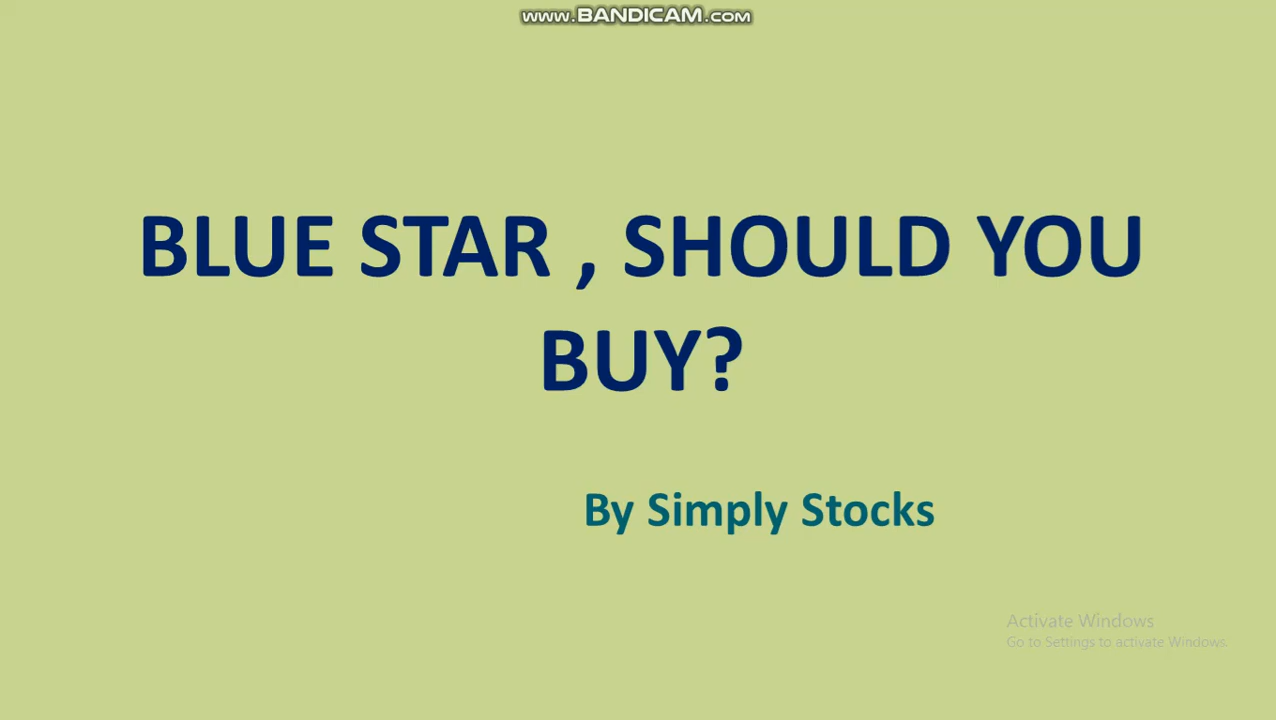 WWW.BANDICAM.COM
BLUE STAR , SHOULD YOU
BUY?
By Simply Stocks
Activate Windows
Go to Settings to activate Windows.